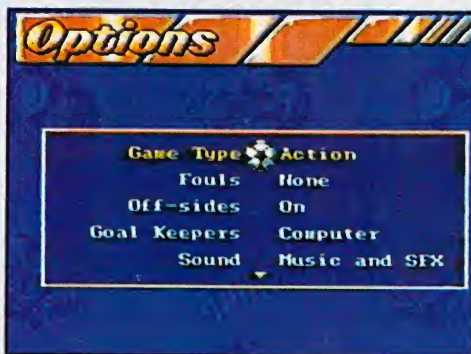 Options
Game Type Action
Fouls None
Off-sides On
Goal Keepers Computer
Sound Music and SFX